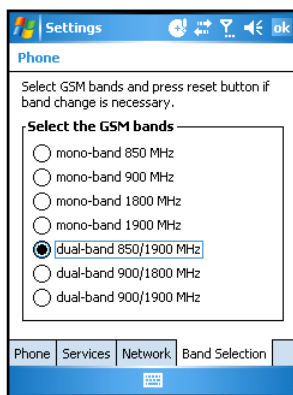 Settings
ok
Phone
Select GSM bands and press reset button if
band change is necessary.
Select the GSM bands
mono-band 850 MHz
mono-band 900 MHz
mono-band 1800 MHz
mono-band 1900 MHz
dual-band 850/1900 MHz
dual-band 900/1800 MHz
dual-band 900/1900 MHz
Phone Services Network Band Selection